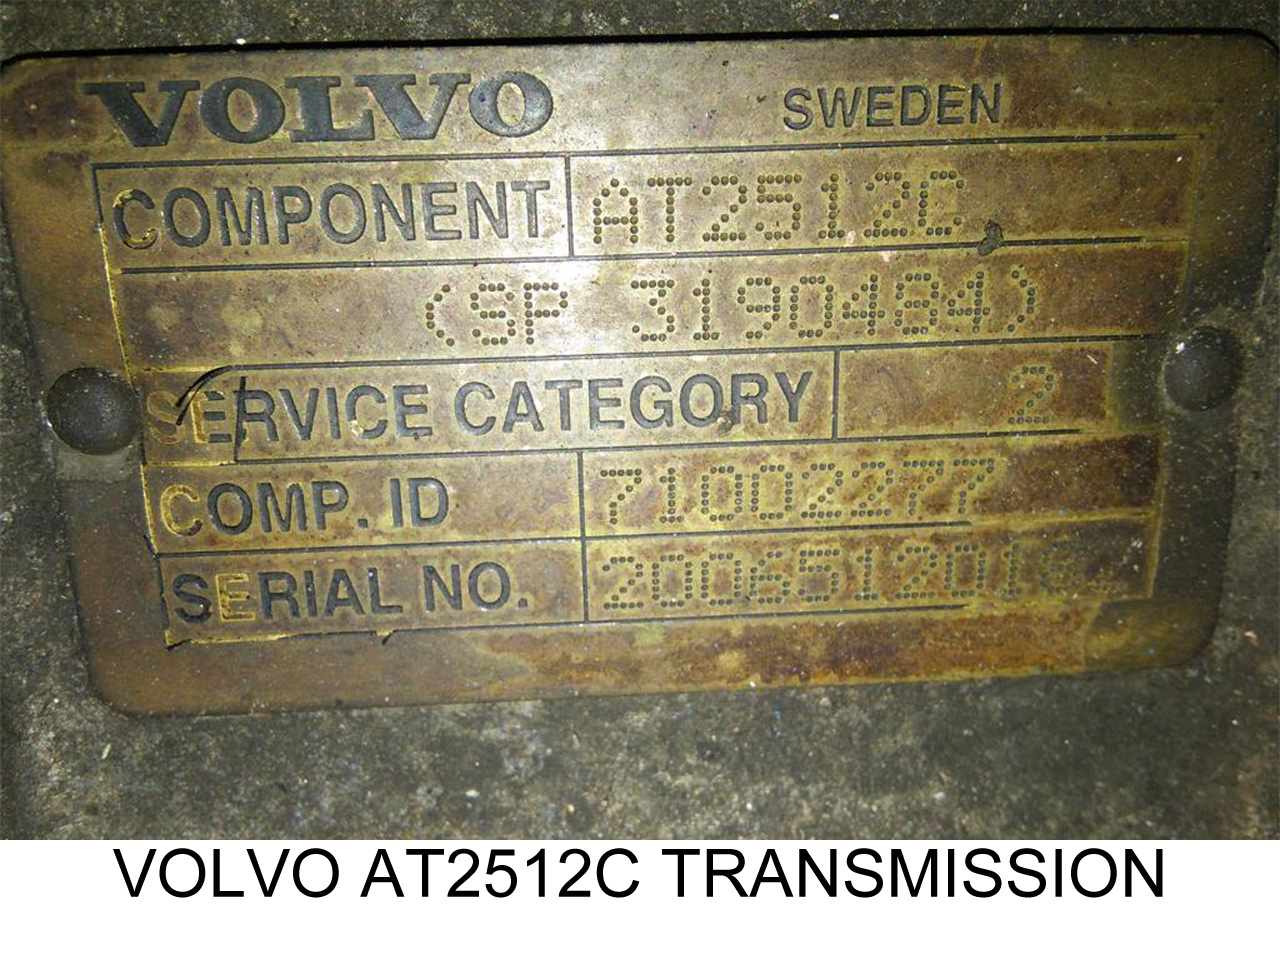 VOLVO SWEDEN
COMPONENT AT2512C
(SP 3190484)
SERVICE CATEGORY 2
COMP. ID 71002277
SERIAL NO.
VOLVO AT2512C TRANSMISSION